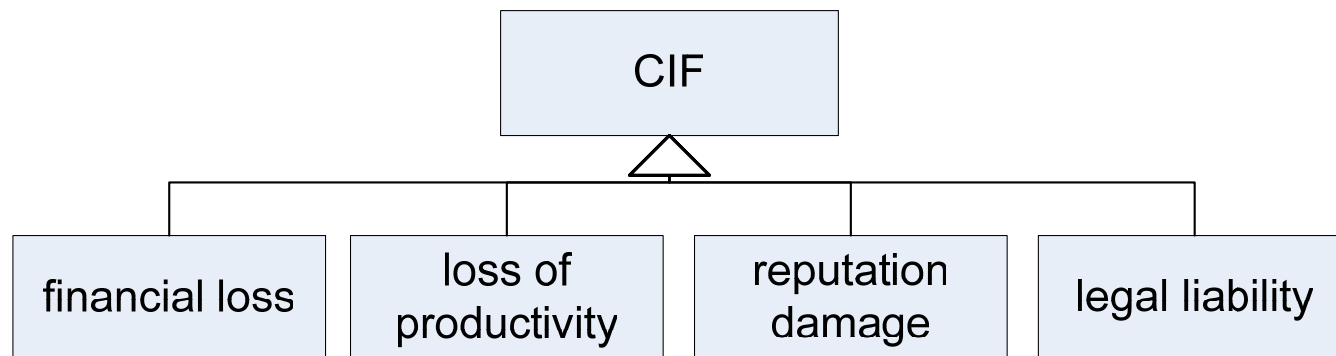 CIF
financial loss
loss of
productivity
reputation
damage
legal liability